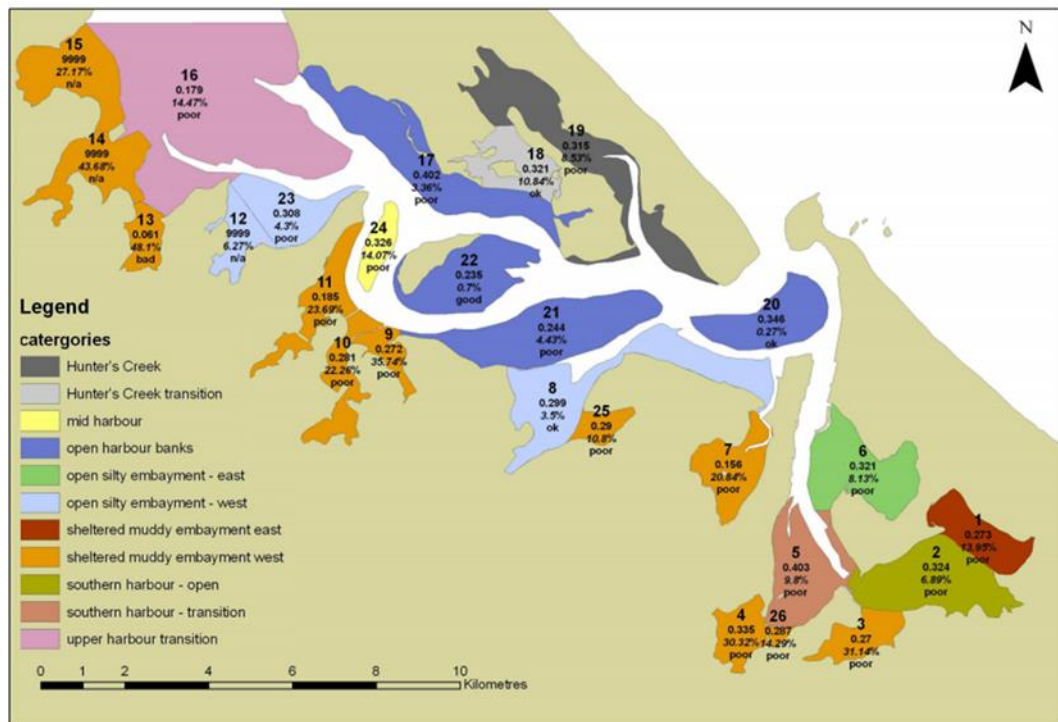 N
15
9999
27.17%
n/a
16
0.179
14.47%
poor
14
9999
43.68%
n/a
13
0.061
48.1%
bad
12
9999
6.27%
n/a
23
0.308
4.3%
poor
17
0.402
3.36%
poor
18
0.321
10.84%
ok
19
0.315
8.53%
poor
24
0.326
14.07%
poor
22
0.235
0.7%
good
11
0.185
23.69%
poor
10
0.281
22.26%
poor
9
0.272
35.74%
poor
21
0.244
4.43%
poor
20
0.346
0.27%
ok
8
0.299
3.5%
ok
25
0.29
10.8%
poor
7
0.156
20.84%
poor
6
0.321
8.13%
poor
1
0.273
13.95%
poor
2
0.324
6.89%
poor
5
0.403
9.8%
poor
4
0.335
30.32%
poor
26
0.287
14.29%
poor
3
0.27
31.14%
poor
Legend
catergories
Hunter's Creek
Hunter's Creek transition
mid harbour
open harbour banks
open silty embayment - east
open silty embayment - west
sheltered muddy embayment east
sheltered muddy embayment west
southern harbour - open
southern harbour - transition
upper harbour transition
0 2 4 6 8 10
Kilometres